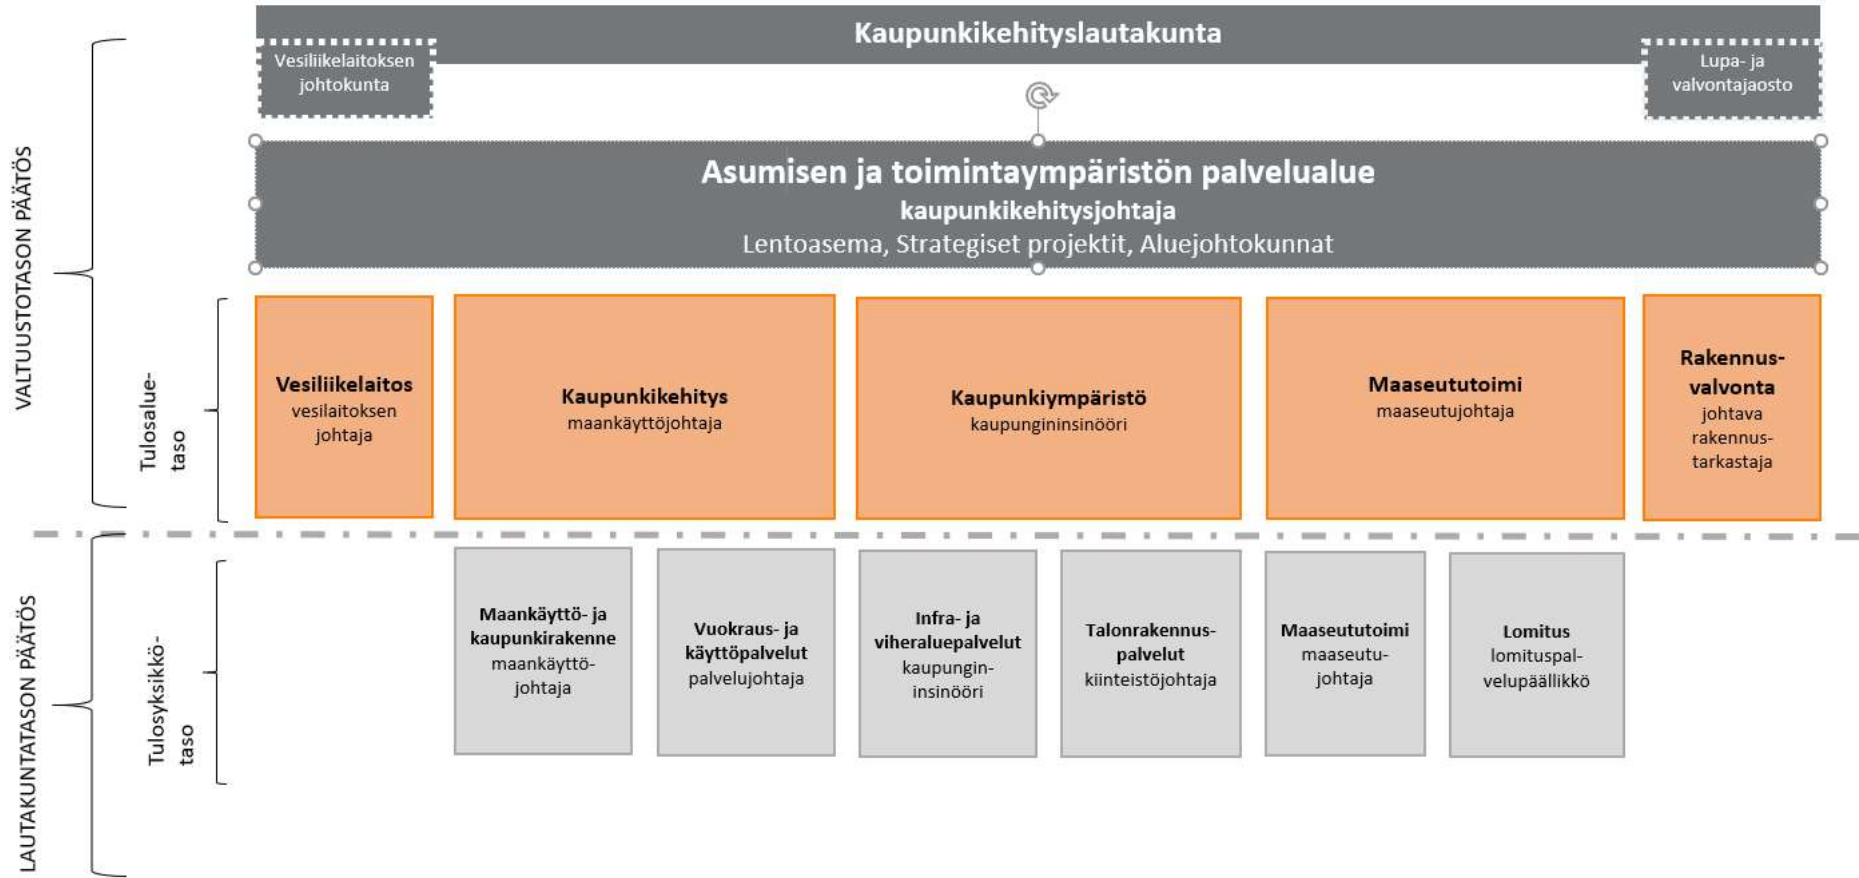 Kaupunkikehityslautakunta
Vesiliikelaitoksen
johtokunta
Lupa- ja
valvontajaosto
VALTUUSTOTASON PÄÄTÖS
Asumisen ja toimintaympäristön palvelualue
kaupunkikehitysjohtaja
Lentoasema, Strategiset projektit, Aluejohtokunnat
Tulosalue-
taso
Vesiliikelaitos
vesilaitoksen
johtaja
Kaupunkikehitys
maankäyttöjohtaja
Kaupunkiympäristö
kaupungininsinööri
Maaseututoimi
maaseutujohtaja
Rakennus-
valvonta
johtava
rakennus-
tarkastaja
LAUTAKUNTATASON PÄÄTÖS
Tulosyksikkö-
taso
Maankäyttö- ja
kaupunkirakenne
maankäyttö-
johtaja
Vuokraus- ja
käyttöpalvelut
palvelujohtaja
Infra- ja
viheraluepalvelut
kaupungin-
insinööri
Talonrakennus-
palvelut
kiinteistöjohtaja
Maaseututoimi
maaseutu-
johtaja
Lomitus
lomituspal-
velupäällikkö